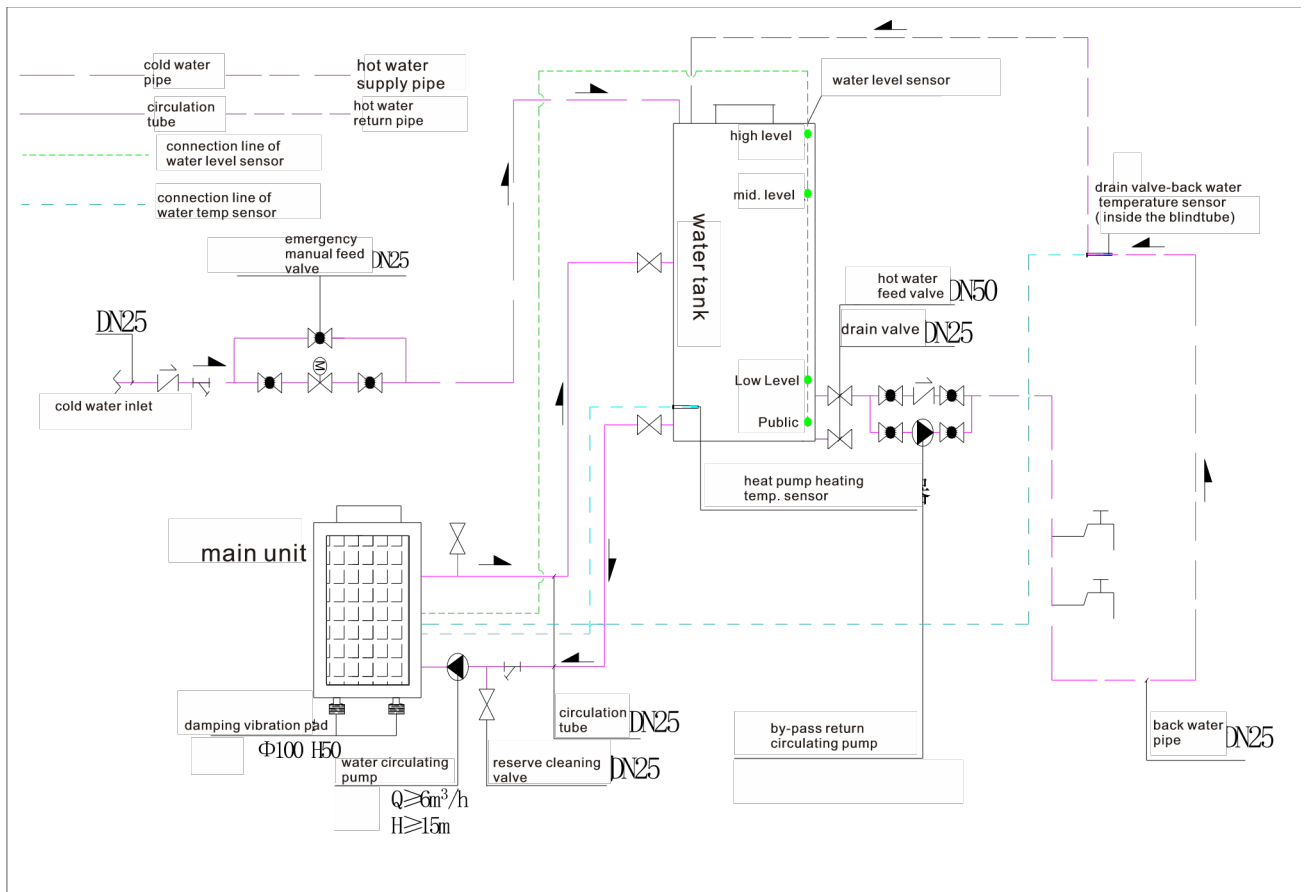 cold water
pipe
hot water
supply pipe
circulation
tube
hot water
return pipe
connection line of
water level sensor
connection line of
water temp sensor
water level sensor
high level
mid. level
water tank
Low Level
Public
drain valve-back water
temperature sensor
( inside the blindtube)
emergency
manual feed
valve
DN25
DN25
M
cold water inlet
hot water
feed valve
DN50
drain valve
DN25
heat pump heating
temp. sensor
main unit
damping vibration pad
Φ100 H50
water circulating
pump
Q≥6m³/h
H≥15m
reserve cleaning
valve
DN25
circulation
tube
DN25
by-pass return
circulating pump
back water
pipe
DN25